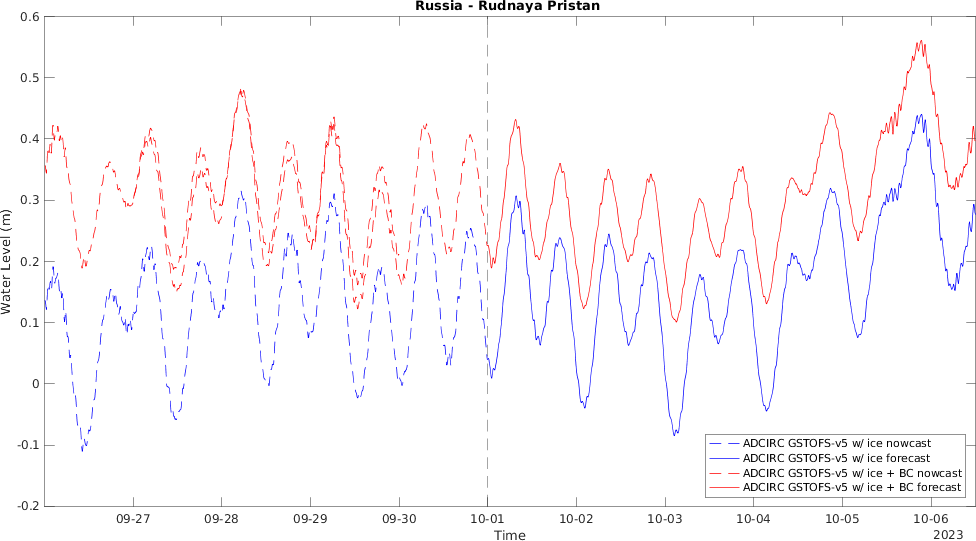 Russia - Rudnaya Pristan
0.6
0.5
0.4
0.3
0.2
0.1
0
-0.1
-0.2
Water Level (m)
09-27 09-28 09-29 09-30 10-01 10-02 10-03 10-04 10-05 10-06
Time
2023
ADCIRC GSTOFS-v5 w/ ice nowcast
ADCIRC GSTOFS-v5 w/ ice forecast
ADCIRC GSTOFS-v5 w/ ice + BC nowcast
ADCIRC GSTOFS-v5 w/ ice + BC forecast